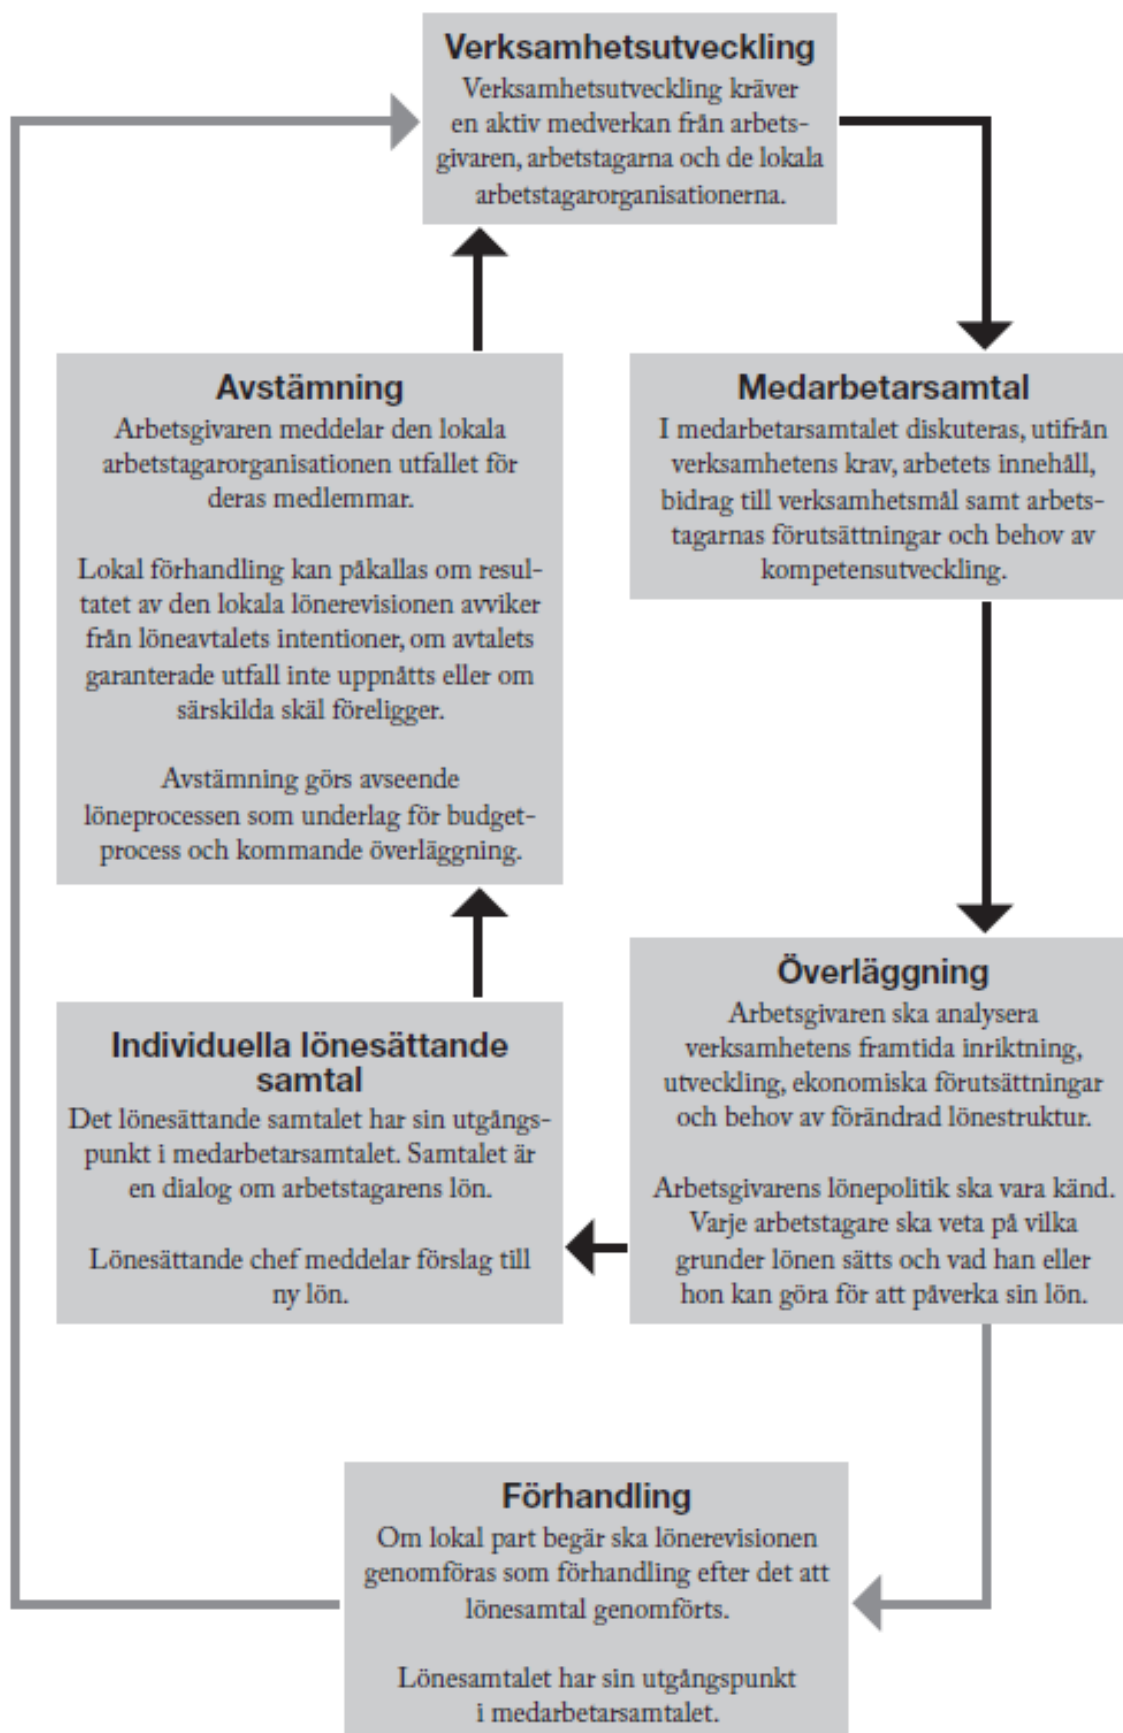 Verksamhetsutveckling
Verksamhetsutveckling kräver
en aktiv medverkan från arbets-
givaren, arbetstagarna och de lokala
arbetstagarorganisationerna.
Medarbetarsamtal
I medarbetarsamtalet diskuteras, utifrån
verksamhetens krav, arbetets innehåll,
bidrag till verksamhetsmål samt arbets-
tagarnas förutsättningar och behov av
kompetensutveckling.
Överläggning
Arbetsgivaren ska analysera
verksamhetens framtida inriktning,
utveckling, ekonomiska förutsättningar
och behov av förändrad lönestruktur.
Arbetsgivarens lönepolitik ska vara känd.
Varje arbetstagare ska veta på vilka
grunder lönen sätts och vad han eller
hon kan göra för att påverka sin lön.
Individuella lönesättande
samtal
Det lönesättande samtalet har sin utgångs-
punkt i medarbetarsamtalet. Samtalet är
en dialog om arbetstagarens lön.
Lönesättande chef meddelar förslag till
ny lön.
Avstämning
Arbetsgivaren meddelar den lokala
arbetstagarorganisationen utfallet för
deras medlemmar.
Lokal förhandling kan påkallas om resul-
tatet av den lokala lönerevisionen avviker
från löneavtalets intentioner, om avtalets
garanterade utfall inte uppnåtts eller om
särskilda skäl föreligger.
Avstämning görs avseende
löneprocessen som underlag för budget-
process och kommande överläggning.
Förhandling
Om lokal part begär ska lönerevisionen
genomföras som förhandling efter det att
lönesamtal genomförts.
Lönesamtalet har sin utgångspunkt
i medarbetarsamtalet.